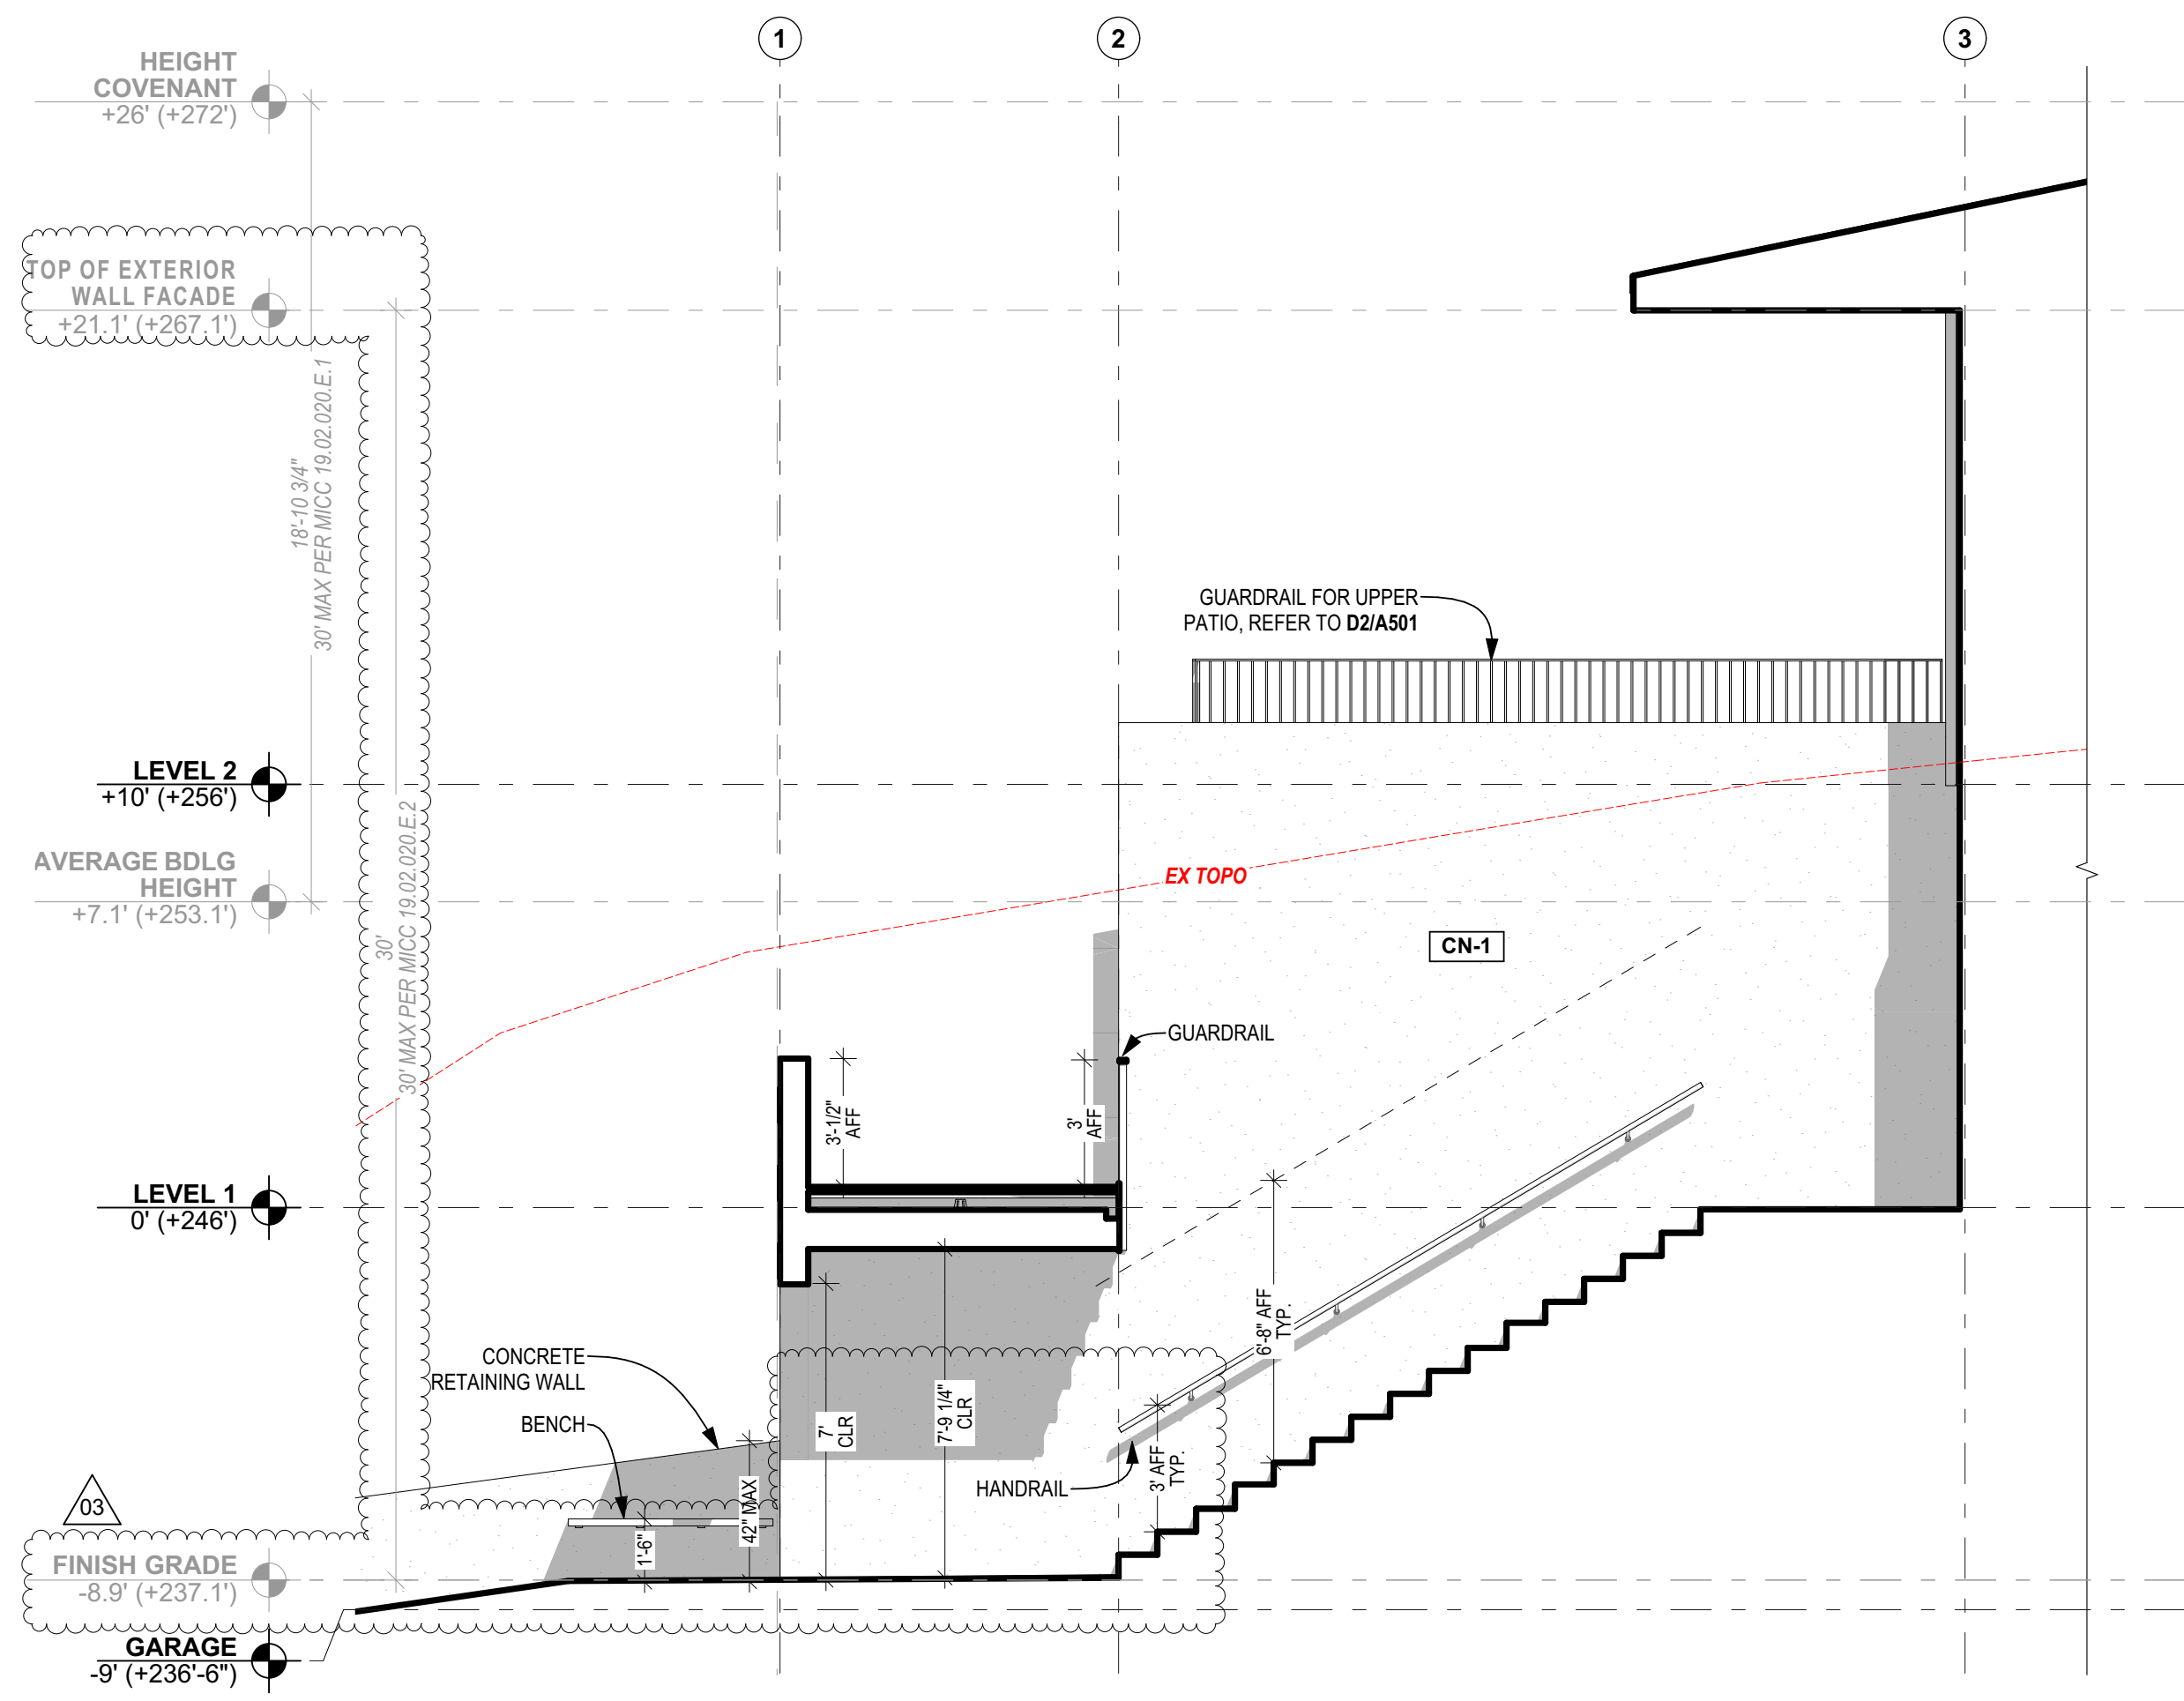 1
2
3
HEIGHT
COVENANT
+26' (+272')
TOP OF EXTERIOR
WALL FACADE
+21.1' (+267.1')
18'-10 3/4"
30' MAX PER MICC 19.02.020.E.1
GUARDRAIL FOR UPPER
PATIO, REFER TO D2/A501
LEVEL 2
+10' (+256')
AVERAGE BDLG
HEIGHT
+7.1' (+253.1')
30'
30' MAX PER MICC 19.02.020.E.2
EX TOPO
CN-1
GUARDRAIL
3'-1/2"
AFF
3'
AFF
LEVEL 1
0' (+246')
6'-8" AFF
TYP.
CONCRETE
RETAINING WALL
BENCH
7'
CLR
7'-9 1/4"
CLR
HANDRAIL
3' AFF
TYP.
42" MAX
1'-6"
03
FINISH GRADE
-8.9' (+237.1')
GARAGE
-9' (+236'-6")